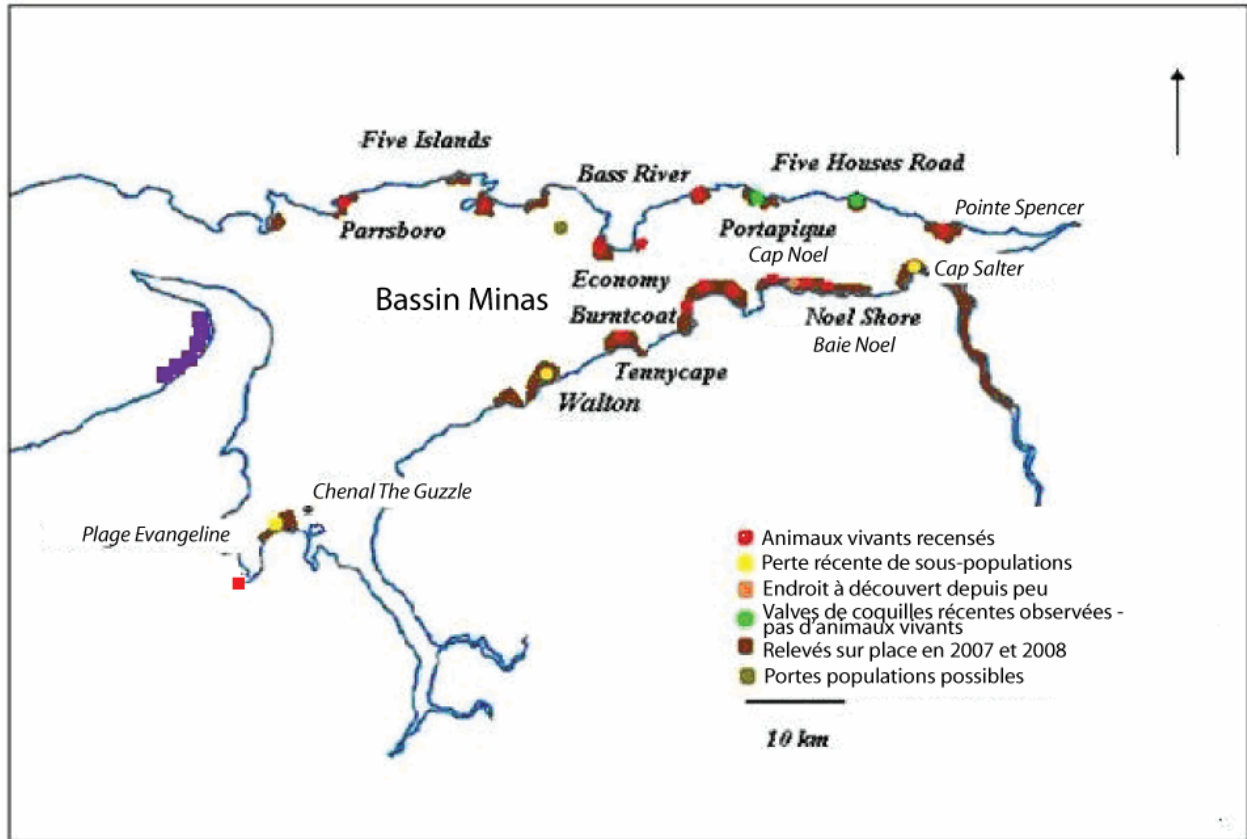 Five Islands
Bass River
Five Houses Road
Pointe Spencer
Parrsboro
Portapique
Cap Noel
Cap Salter
Economy
Bassin Minas
Burntcoat
Noel Shore
Baie Noel
Tennycape
Walton
Chenal The Guzzle
Plage Evangeline
Animaux vivants recensés
Perte récente de sous-populations
Endroit à découvert depuis peu
Valves de coquilles récentes observées -
pas d'animaux vivants
Relevés sur place en 2007 et 2008
Portes populations possibles
10 km